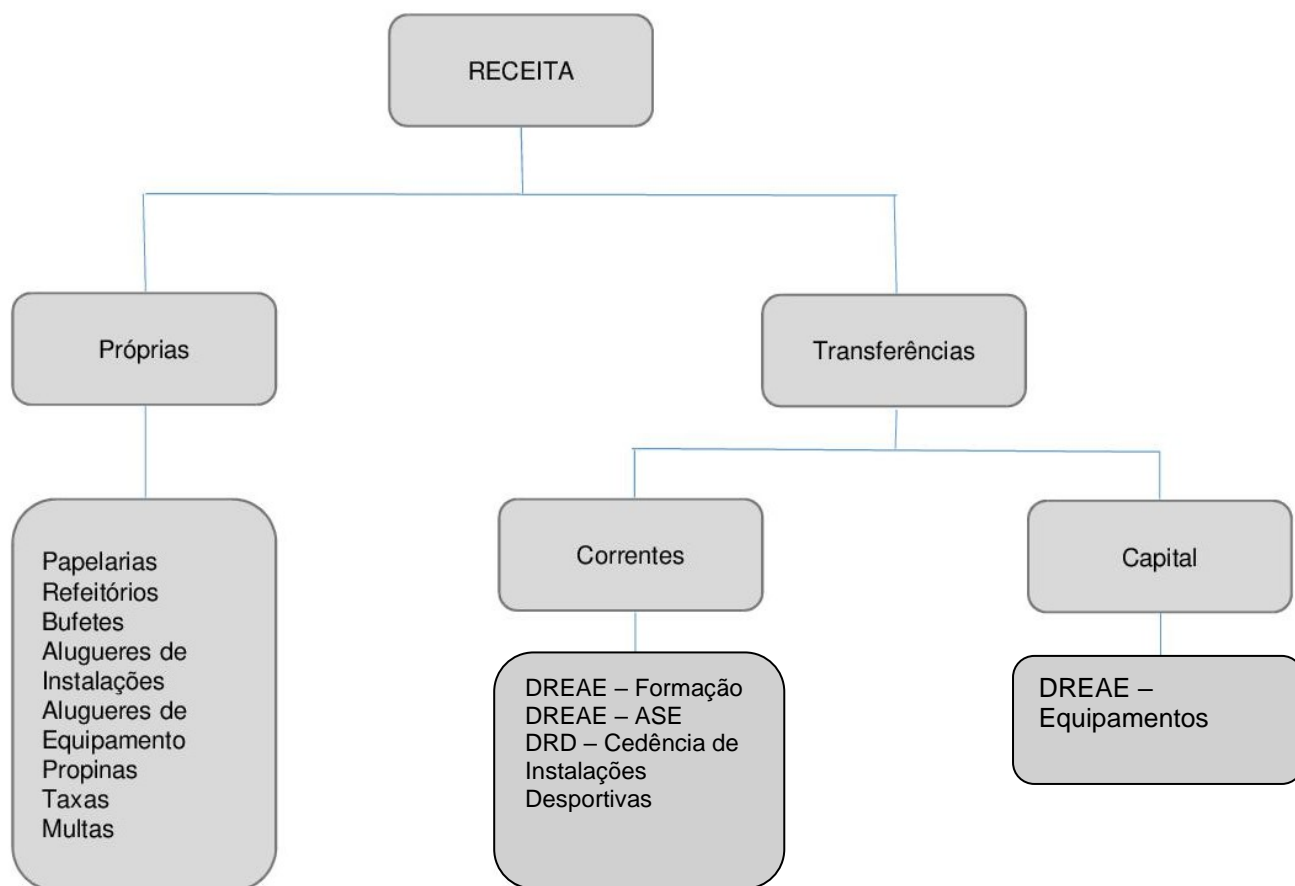 RECEITA
Próprias
Transferências
Papelarias
Refeitórios
Bufetes
Alugueres de
Instalações
Alugueres de
Equipamento
Propinas
Taxas
Multas
Correntes
Capital
DREAE – Formação
DREAE – ASE
DRD – Cedência de
Instalações
Desportivas
DREAE –
Equipamentos